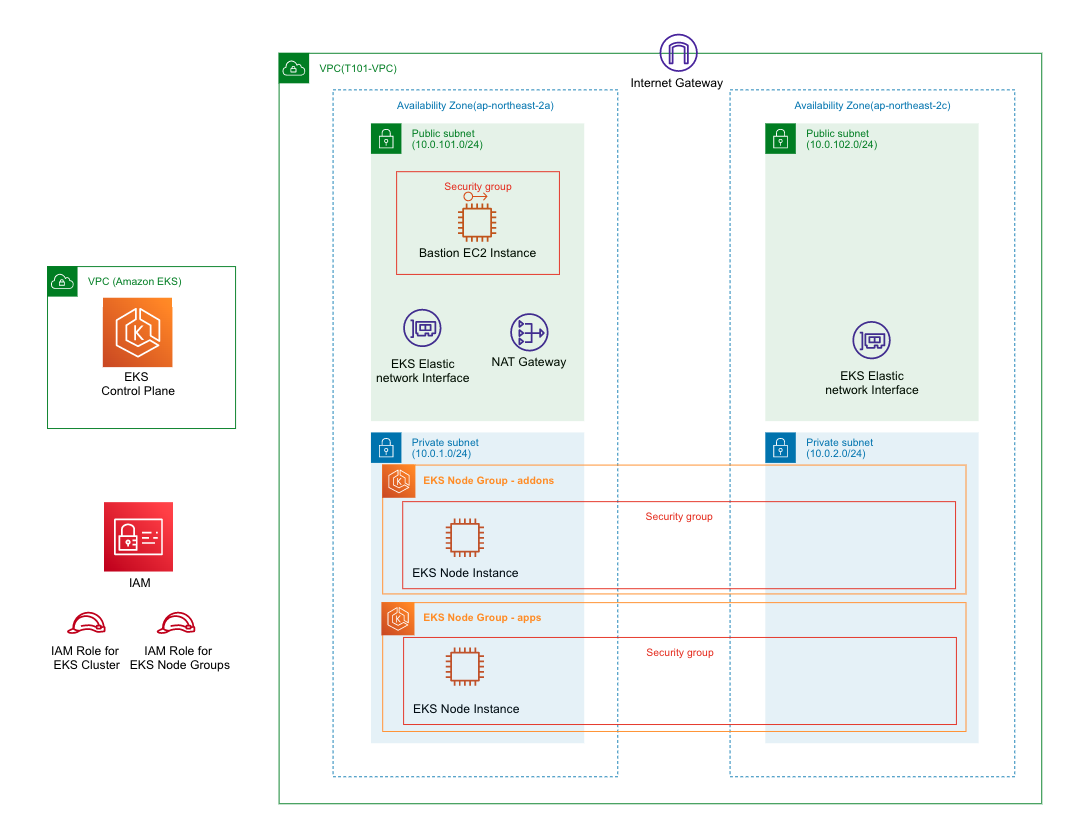 Internet Gateway
VPC(T101-VPC)
Availability Zone(ap-northeast-2a)
Availability Zone(ap-northeast-2c)
Public subnet
(10.0.101.0/24)
Public subnet
(10.0.102.0/24)
Security group
Bastion EC2 Instance
VPC (Amazon EKS)
K
EKS
Control Plane
EKS Elastic
network Interface
NAT Gateway
EKS Elastic
network Interface
Private subnet
(10.0.1.0/24)
Private subnet
(10.0.2.0/24)
K
EKS Node Group - addons
Security group
EKS Node Instance
IAM
K
EKS Node Group - apps
Security group
EKS Node Instance
IAM Role for
EKS Cluster
IAM Role for
EKS Node Groups